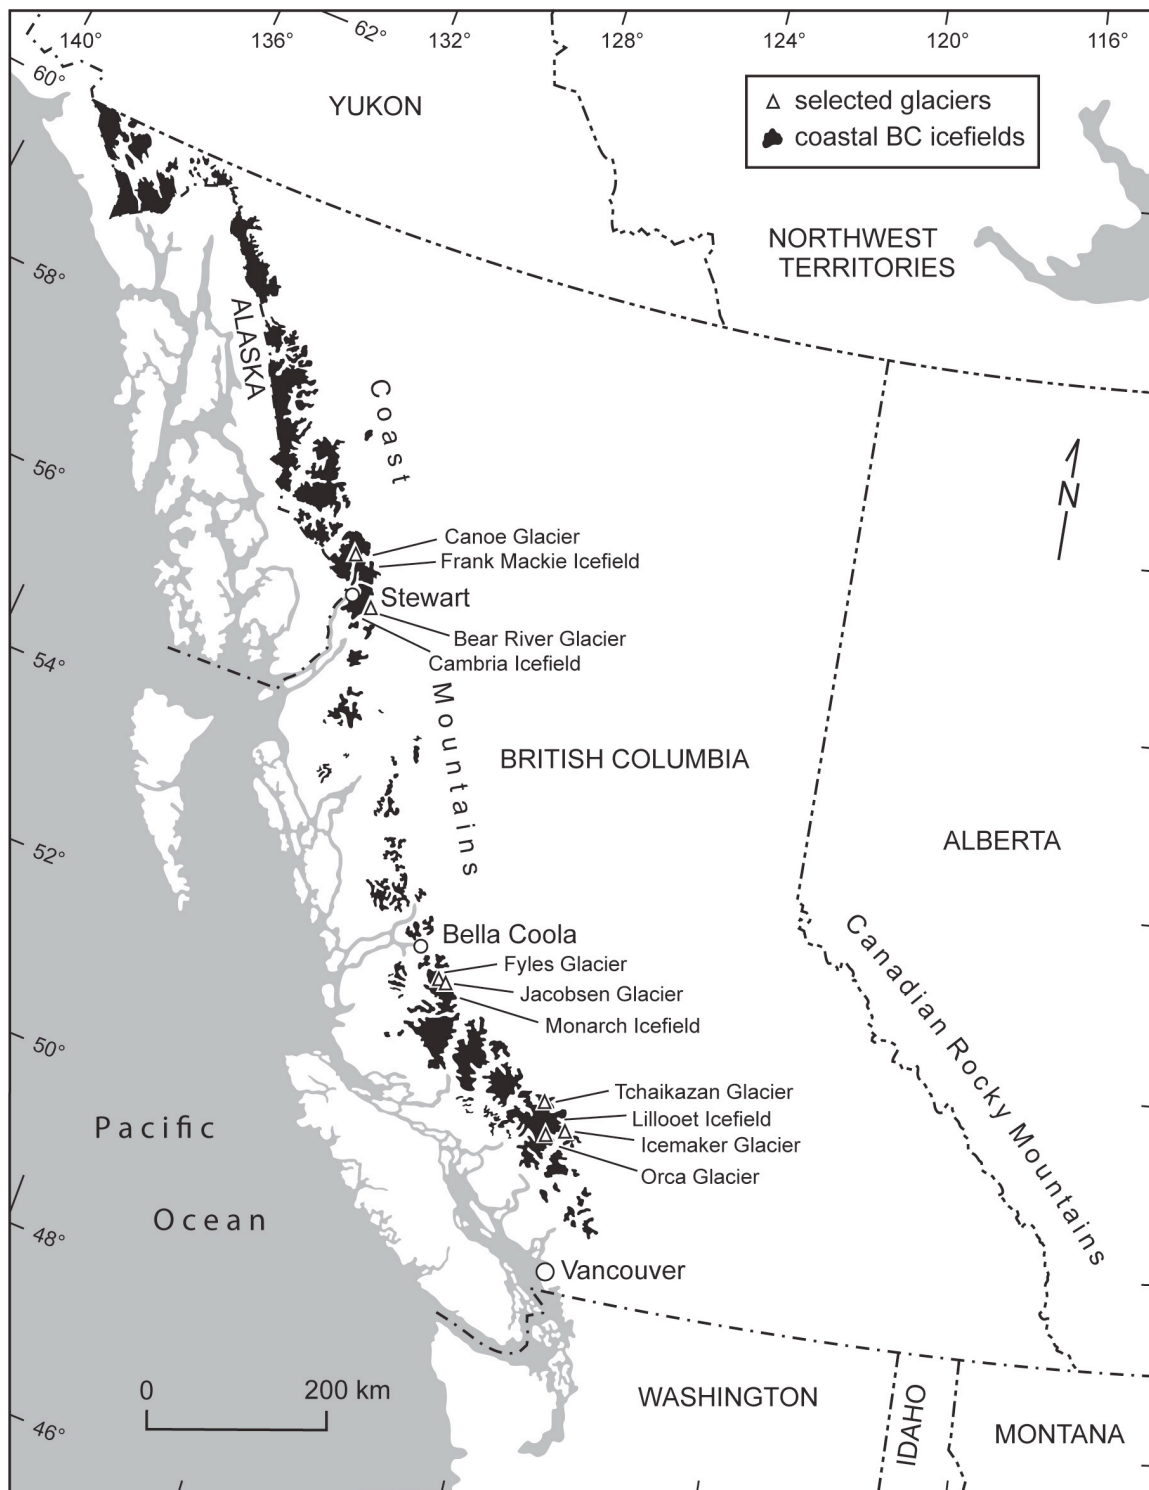 140°
136°
62°
132°
128°
124°
120°
116°
60°
YUKON
selected glaciers
coastal BC icefields
NORTHWEST
TERRITORIES
58°
ALASKA
Coast
56°
N
Canoe Glacier
Frank Mackie Icefield
Stewart
Bear River Glacier
Cambria Icefield
54°
Mountains
BRITISH COLUMBIA
ALBERTA
52°
Bella Coola
Fyles Glacier
Jacobsen Glacier
Monarch Icefield
Canadian Rocky Mountains
50°
Tchaikazan Glacier
Lillooet Icefield
Icemaker Glacier
Orca Glacier
Pacific
Ocean
48°
Vancouver
0 200 km
WASHINGTON
IDAHO
MONTANA
46°